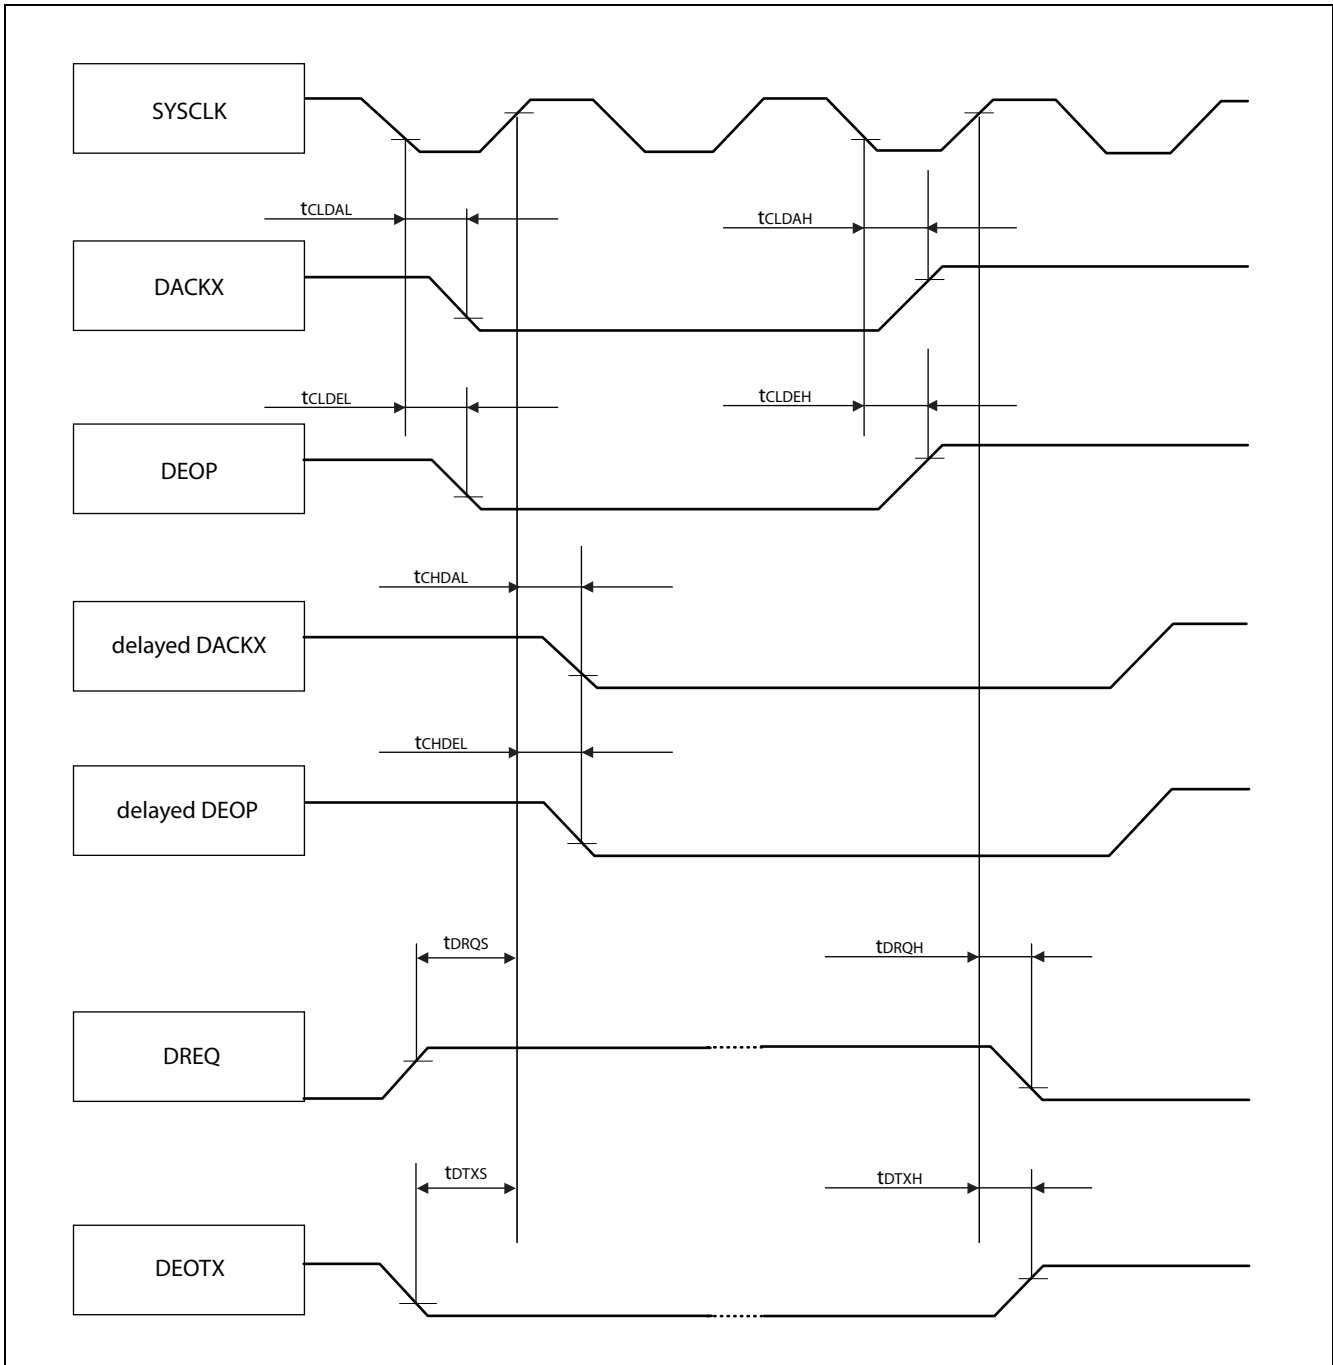 SYSCLK
tCLDAL
tCLDAH
DACKX
tCLDEL
tCLDEH
DEOP
tCHDAL
delayed DACKX
tCHDEL
delayed DEOP
tDRQS
tDRQH
DREQ
tDTXS
tDTXH
DEOTX